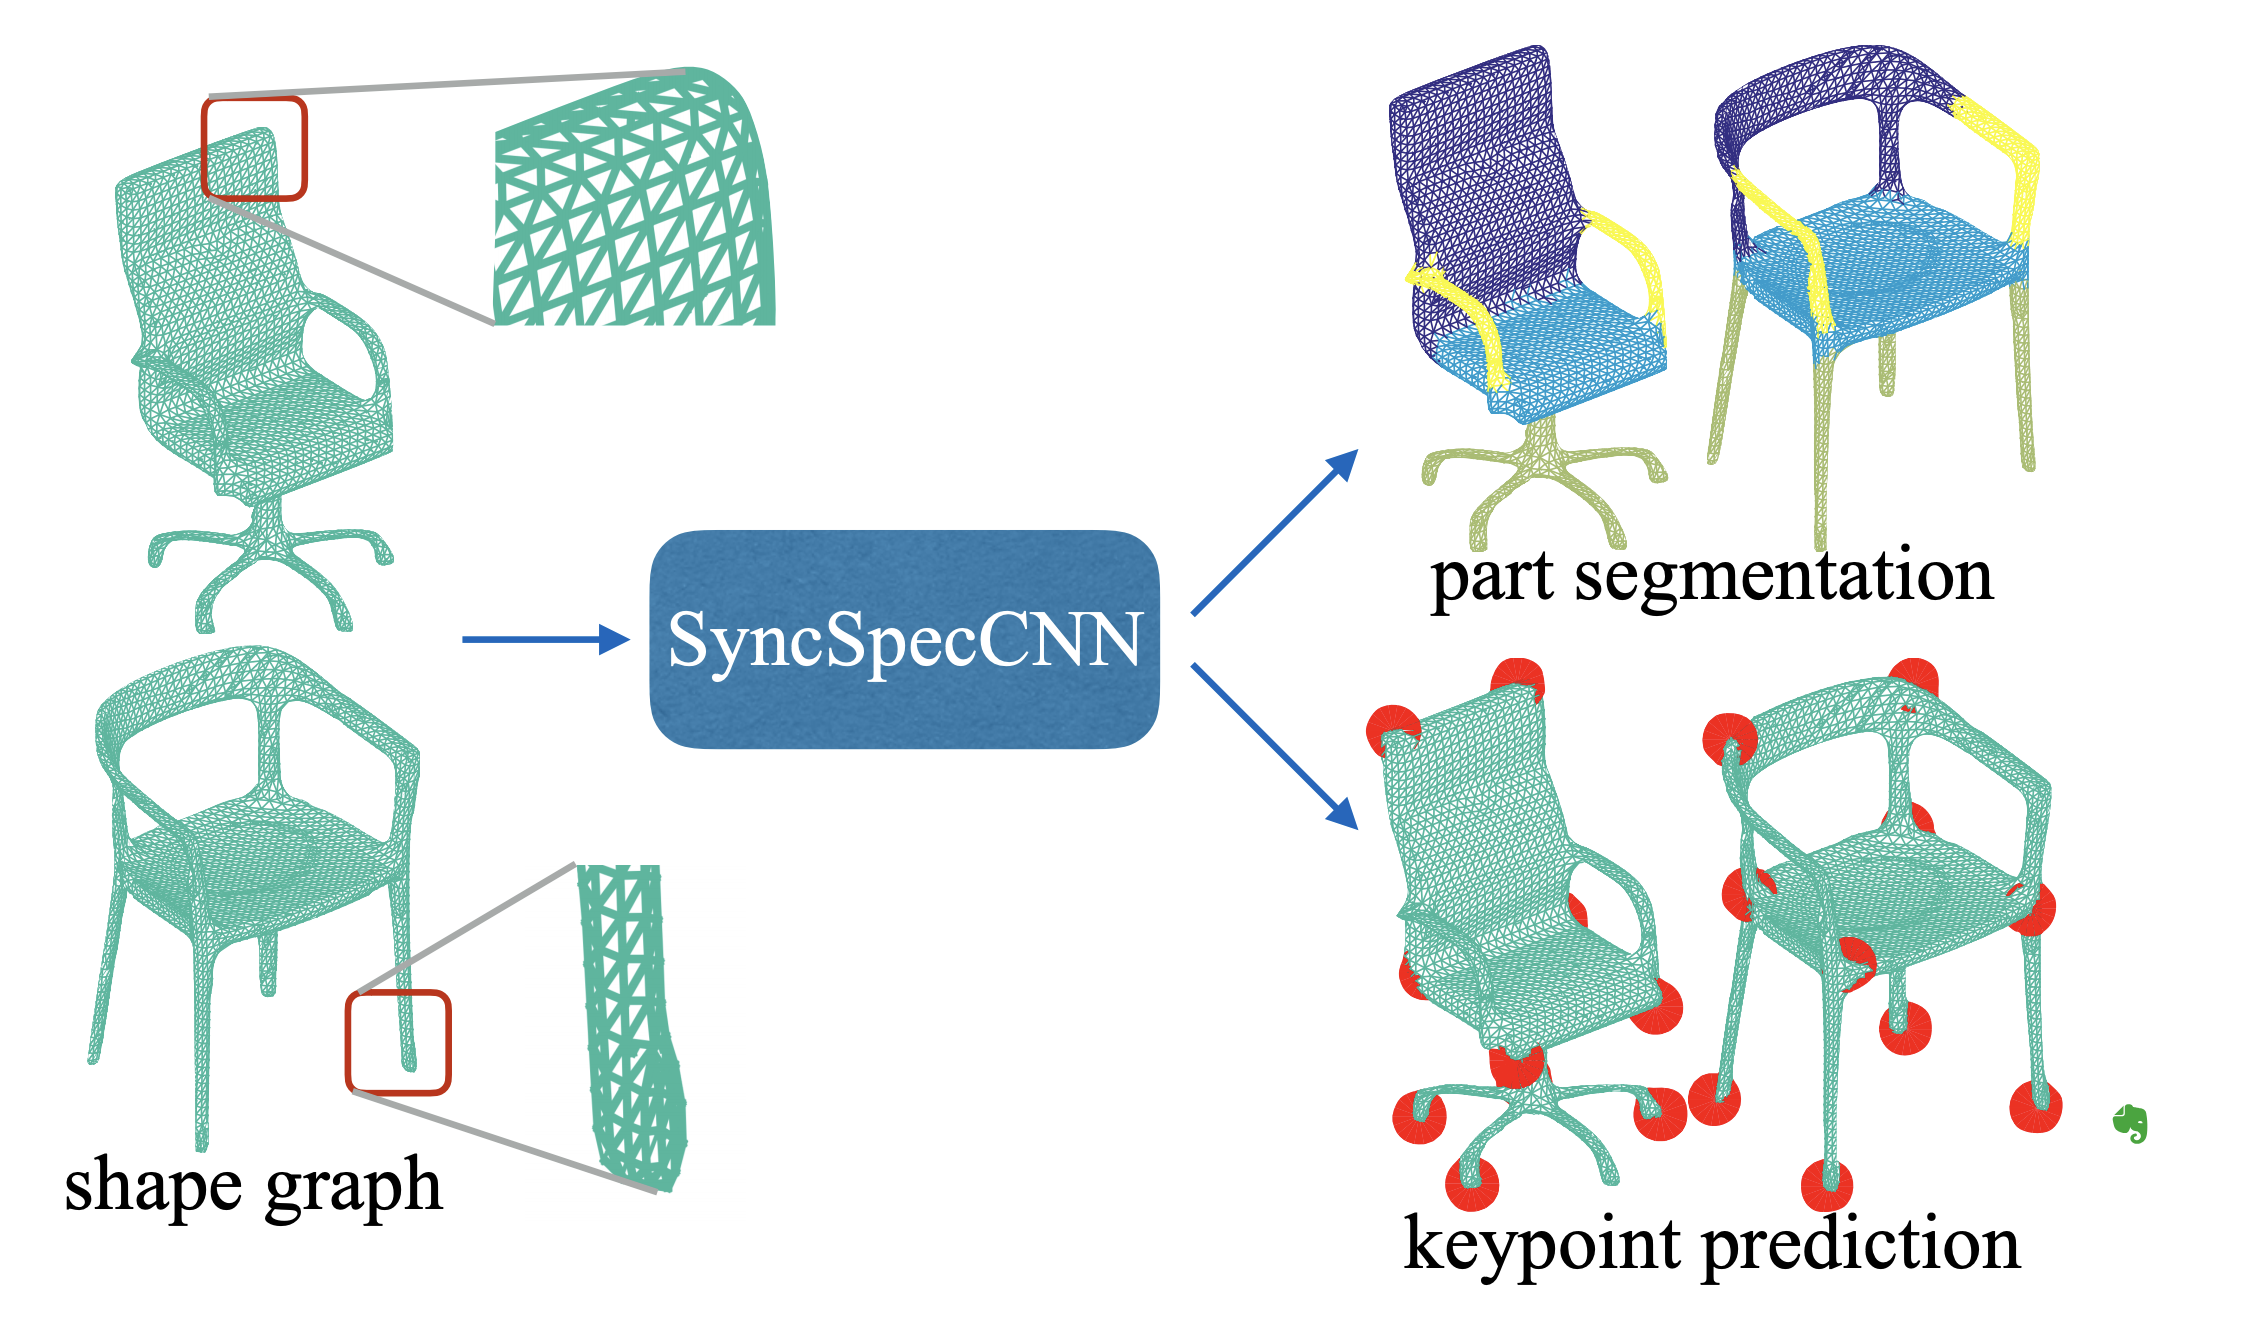 SyncSpecCNN
part segmentation
shape graph
keypoint prediction